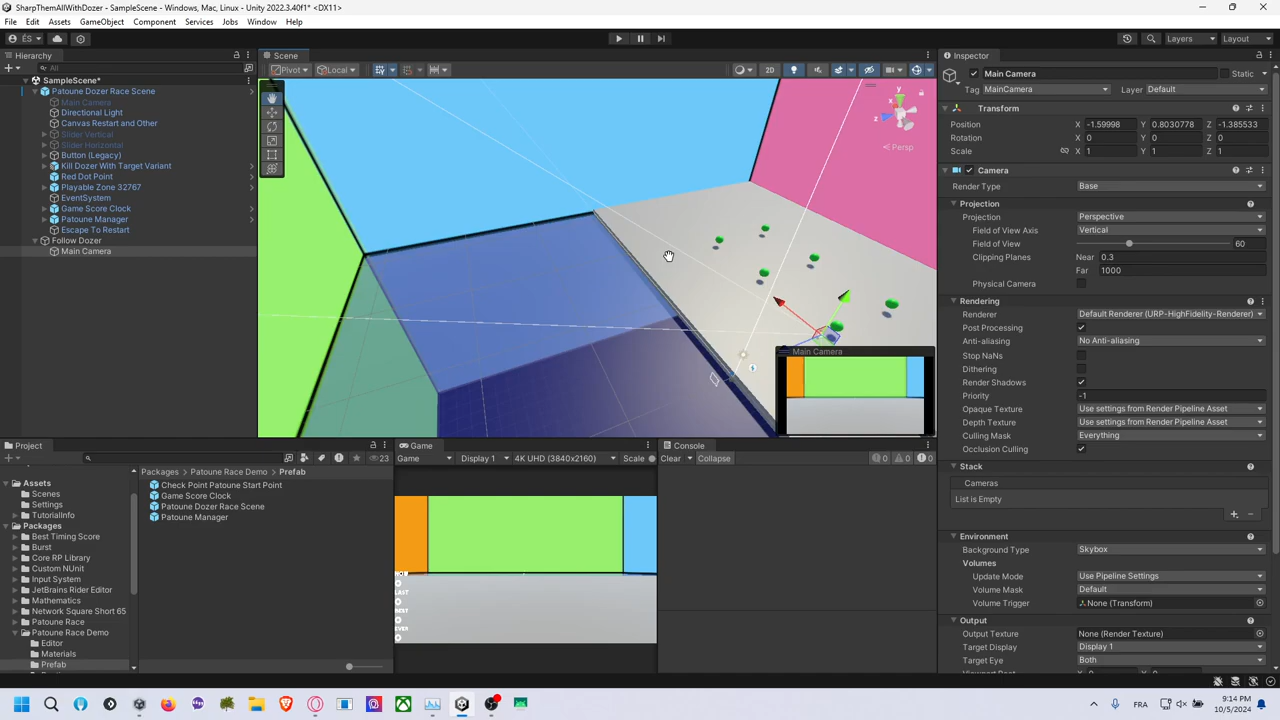 SharpThemAllWithDozer - SampleScene - Windows, Mac, Linux - Unity 2022.3.40f1* <DX11>
File Edit Assets GameObject Component Services Jobs Window Help
ÉS Layers Layout
Hierarchy
All
SampleScene*
Patoune Dozer Race Scene
Main Camera
Directional Light
Canvas Restart and Other
Slider Vertical
Slider Horizontal
Button (Legacy)
Kill Dozer With Target Variant
Red Dot Point
Playable Zone 32767
EventSystem
Game Score Clock
Patoune Manager
Escape To Restart
Follow Dozer
Main Camera
Scene
Pivot Local 2D
y
x
z
Persp
Main Camera
Inspector
Main Camera Static
Tag MainCamera Layer Default
Transform
Position X -1.59998 Y 0.8030778 Z -1.385533
Rotation X 0 Y 0 Z 0
Scale X 1 Y 1 Z 1
Camera
Render Type Base
Projection
Projection Perspective
Field of View Axis Vertical
Field of View 60
Clipping Planes Near 0.3
Far 1000
Physical Camera
Rendering
Renderer Default Renderer (URP-HighFidelity-Renderer)
Post Processing
Anti-aliasing No Anti-aliasing
Stop NaNs
Dithering
Render Shadows
Priority -1
Opaque Texture Use settings from Render Pipeline Asset
Depth Texture Use settings from Render Pipeline Asset
Culling Mask Everything
Occlusion Culling
Stack
Cameras
List is Empty
Environment
Background Type Skybox
Volumes
Update Mode Use Pipeline Settings
Volume Mask Default
Volume Trigger None (Transform)
Output
Output Texture None (Render Texture)
Target Display Display 1
Target Eye Both
Project
23
Assets
Scenes
Settings
TutorialInfo
Packages
Best Timing Score
Burst
Core RP Library
Custom NUnit
Input System
JetBrains Rider Editor
Mathematics
Network Square Short 65
Patoune Race
Patoune Race Demo
Editor
Materials
Prefab
Packages > Patoune Race Demo > Prefab
Check Point Patoune Start Point
Game Score Clock
Patoune Dozer Race Scene
Patoune Manager
Game
Game Display 1 4K UHD (3840x2160) Scale
LAST
Console
Clear Collapse 0 0 0
FRA 9:14 PM
10/5/2024